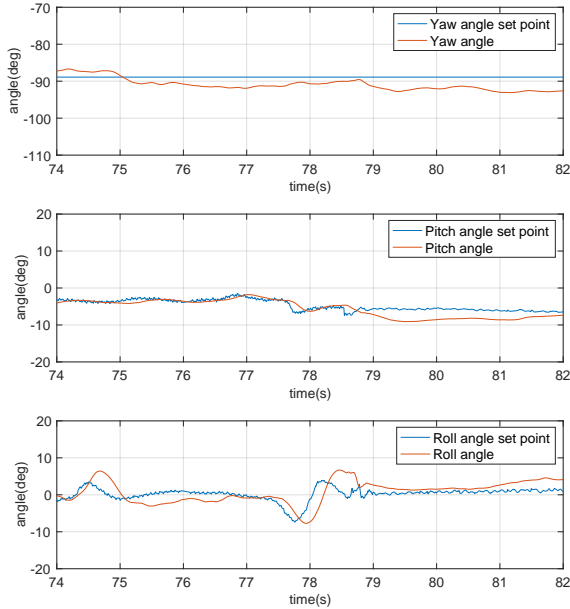 -70
-80
-90
-100
-110
angle(deg)
Yaw angle set point
Yaw angle
74 75 76 77 78 79 80 81 82
time(s)
20
10
0
-10
-20
angle(deg)
Pitch angle set point
Pitch angle
74 75 76 77 78 79 80 81 82
time(s)
20
10
0
-10
-20
angle(deg)
Roll angle set point
Roll angle
74 75 76 77 78 79 80 81 82
time(s)